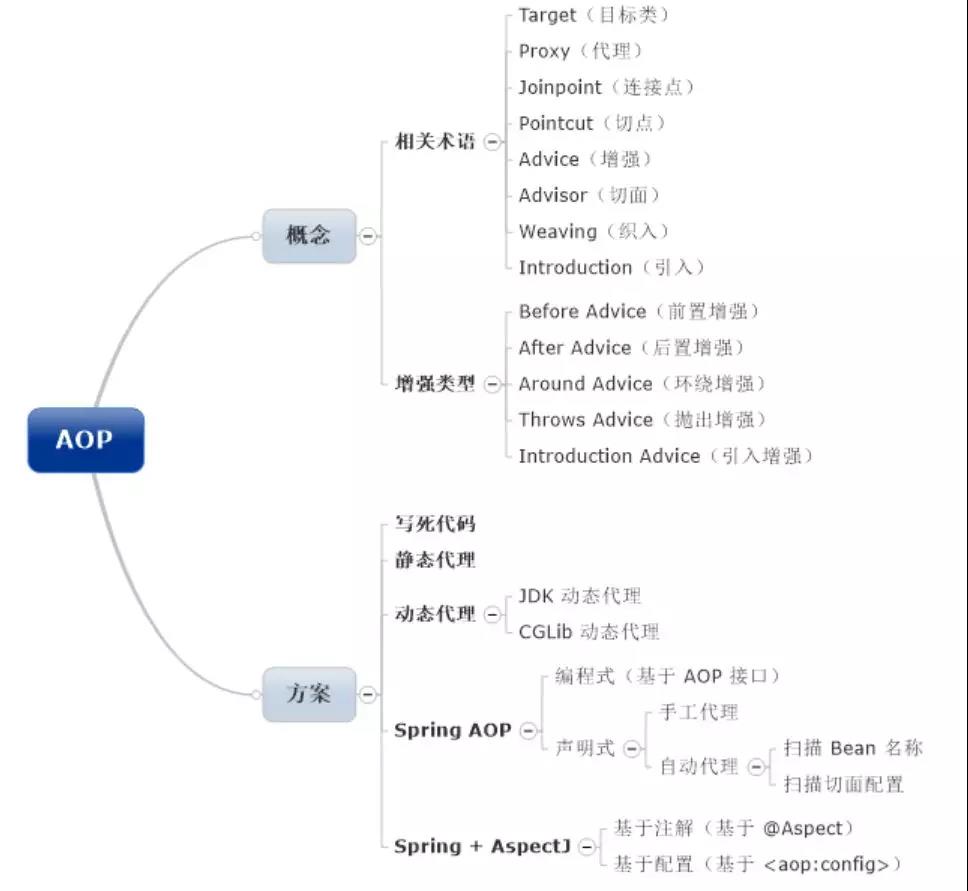 AOP
概念
相关术语
Target（目标类）
Proxy（代理）
Joinpoint（连接点）
Pointcut（切点）
Advice（增强）
Advisor（切面）
Weaving（织入）
Introduction（引入）
增强类型
Before Advice（前置增强）
After Advice（后置增强）
Around Advice（环绕增强）
Throws Advice（抛出增强）
Introduction Advice（引入增强）
方案
写死代码
静态代理
动态代理
JDK 动态代理
CGLib 动态代理
Spring AOP
编程式（基于 AOP 接口）
声明式
手工代理
自动代理
扫描 Bean 名称
扫描切面配置
Spring + AspectJ
基于注解（基于 @Aspect）
基于配置（基于 <aop:config>）